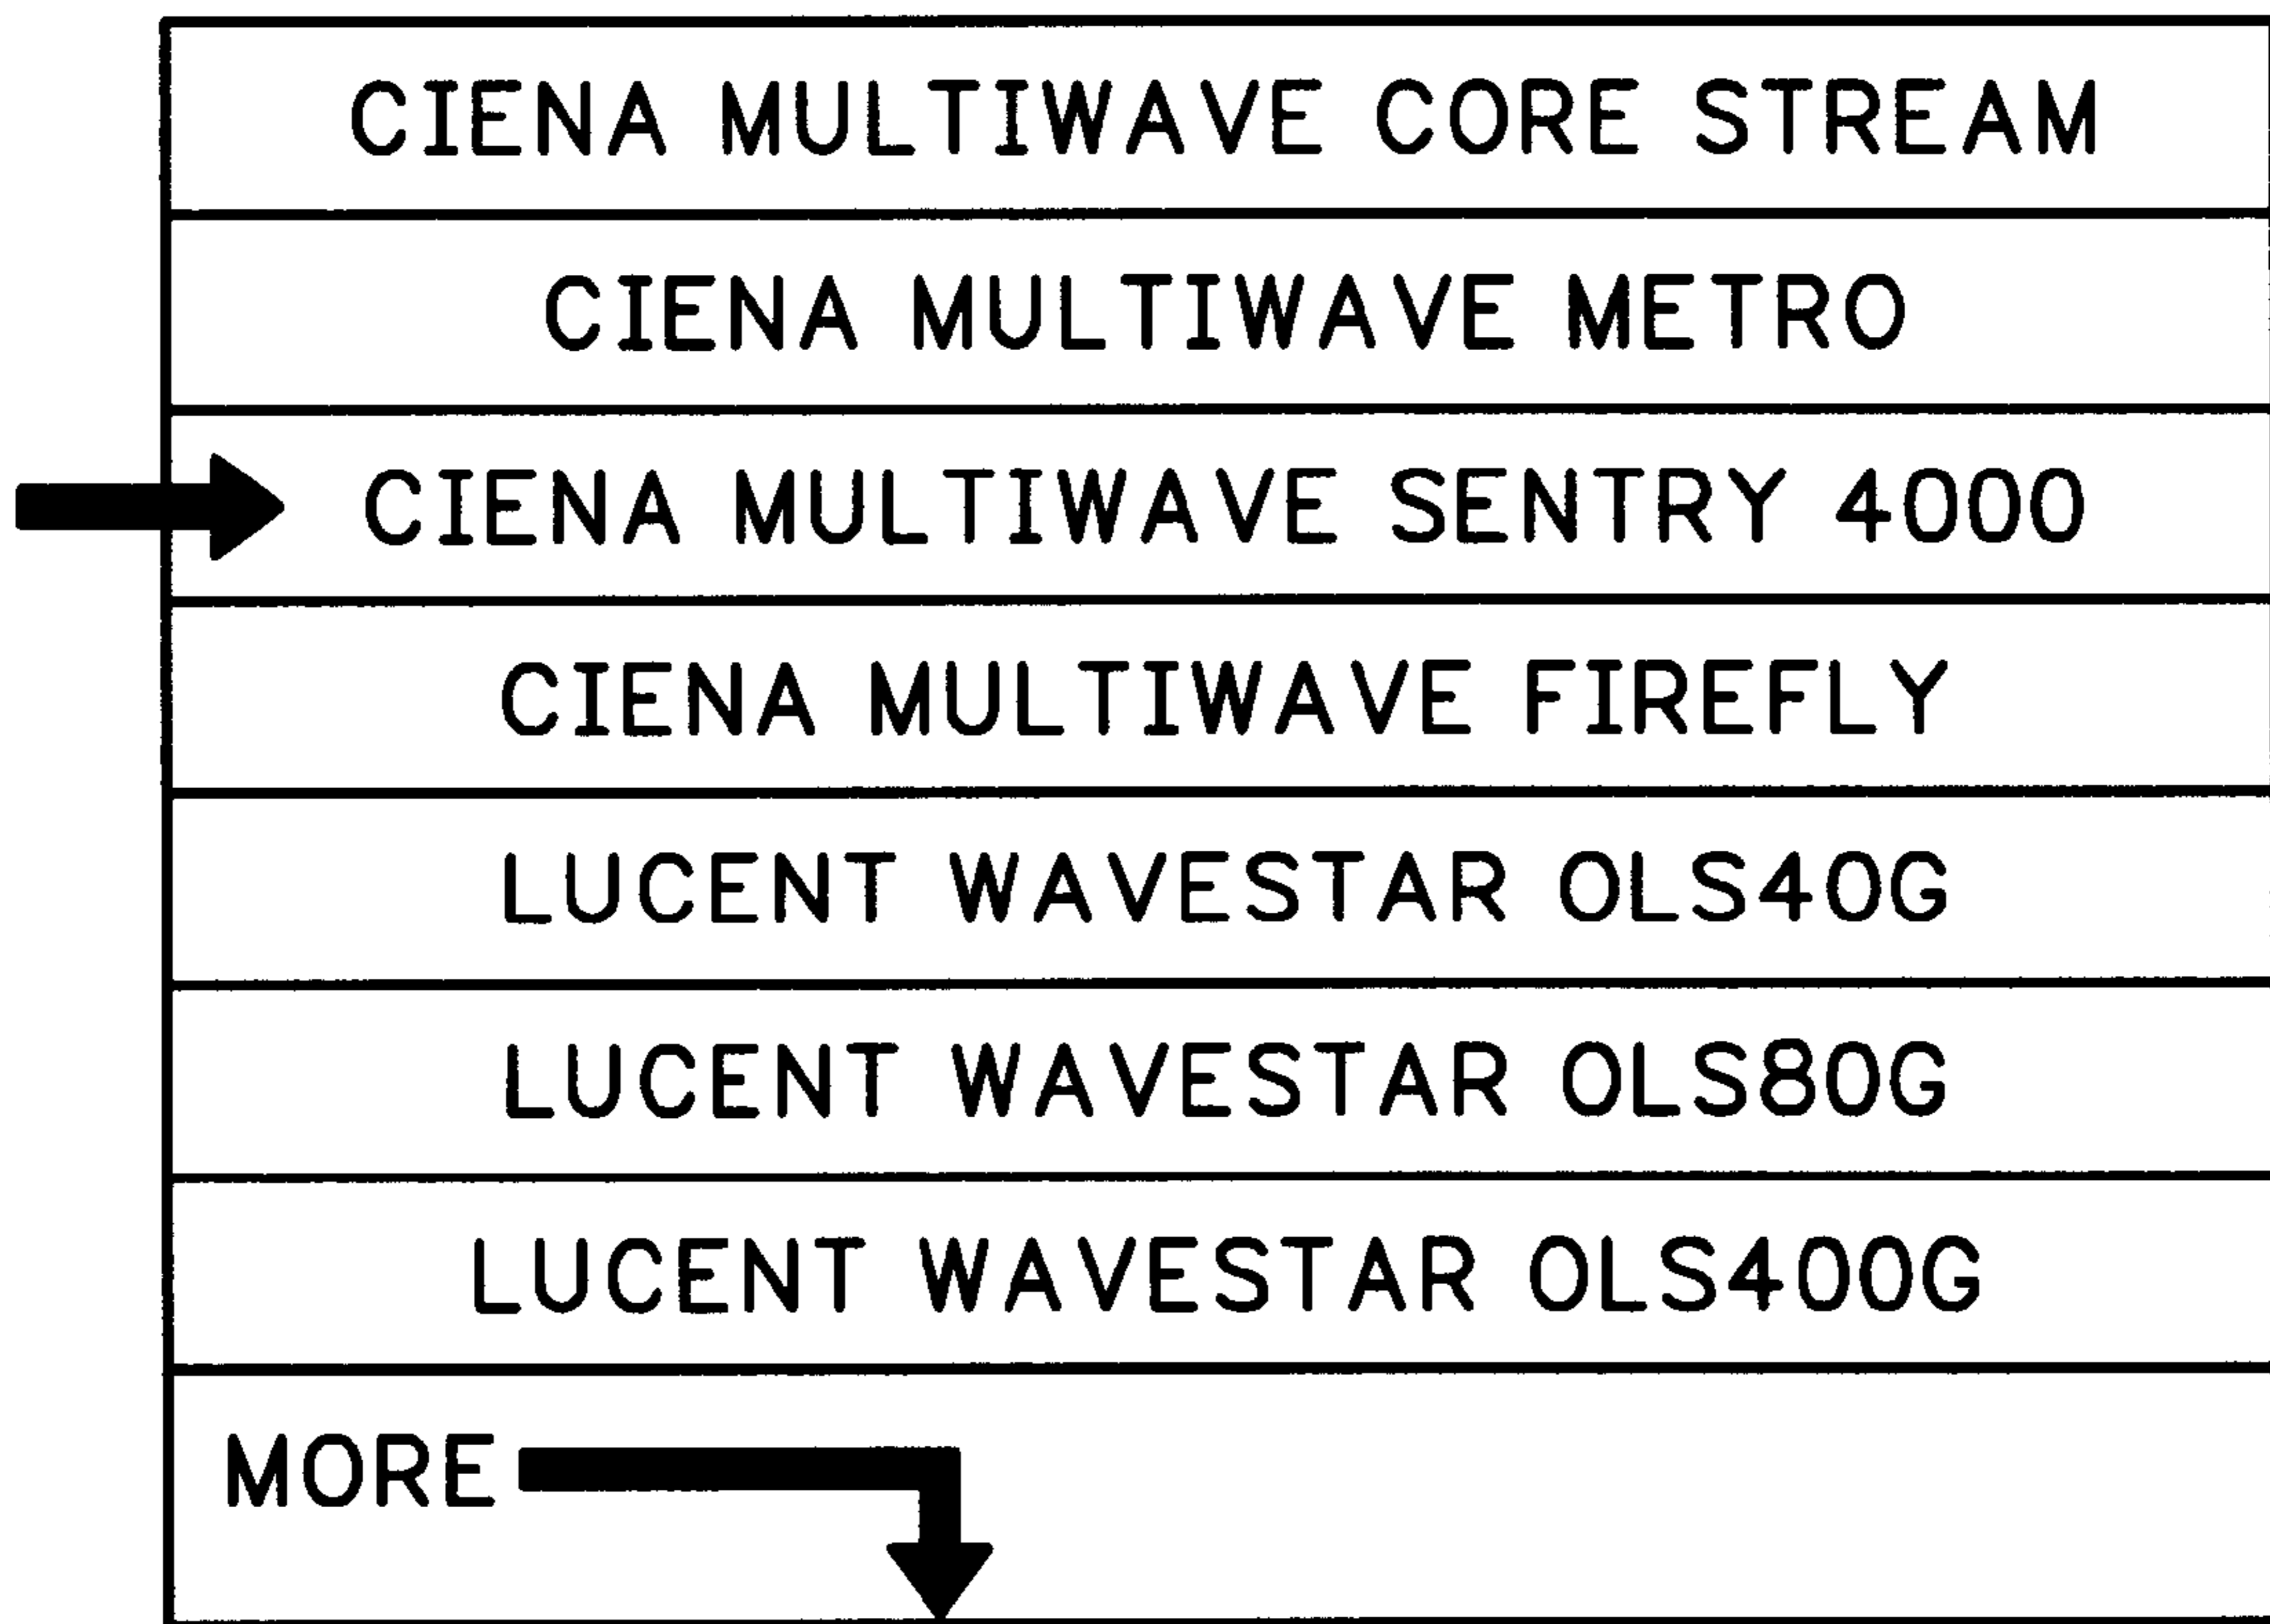 CIENA MULTIWAVE CORE STREAM
CIENA MULTIWAVE METRO
CIENA MULTIWAVE SENTRY 4000
CIENA MULTIWAVE FIREFLY
LUCENT WAVESTAR OLS40G
LUCENT WAVESTAR OLS80G
LUCENT WAVESTAR OLS400G
MORE